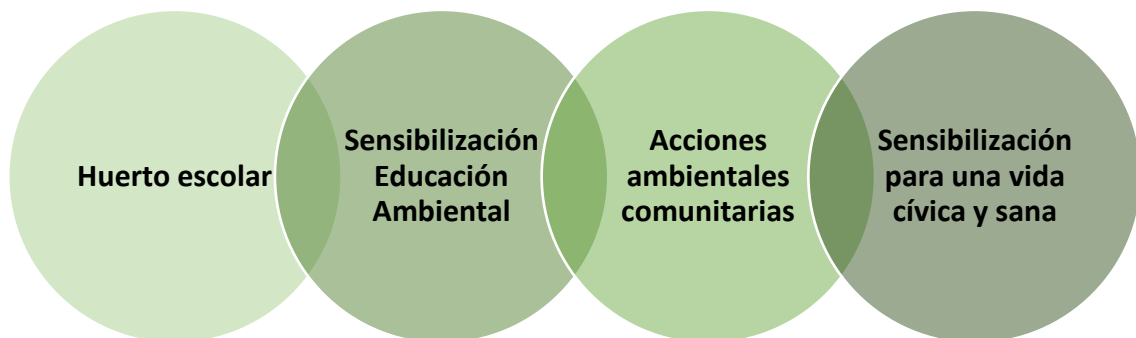 Huerto escolar
Sensibilización
Educación
Ambiental
Acciones
ambientales
comunitarias
Sensibilización
para una vida
cívica y sana